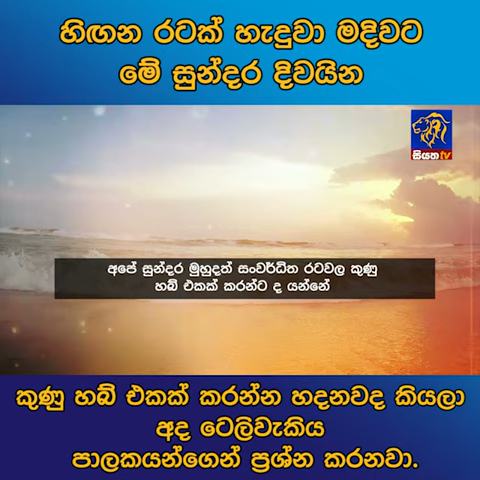 හිඟන රටක් හැදුවා මදිවට
මේ සුන්දර දිවයින
සියත tv
අපේ සුන්දර මුහුදත් සංවර්ධිත රටවල කුණු
හබ් එකක් කරන්ට ද යන්නේ
කුණු හබ් එකක් කරන්න හදනවද කියලා
අද ටෙලිවැකිය
පාලකයන්ගෙන් ප්‍රශ්න කරනවා.